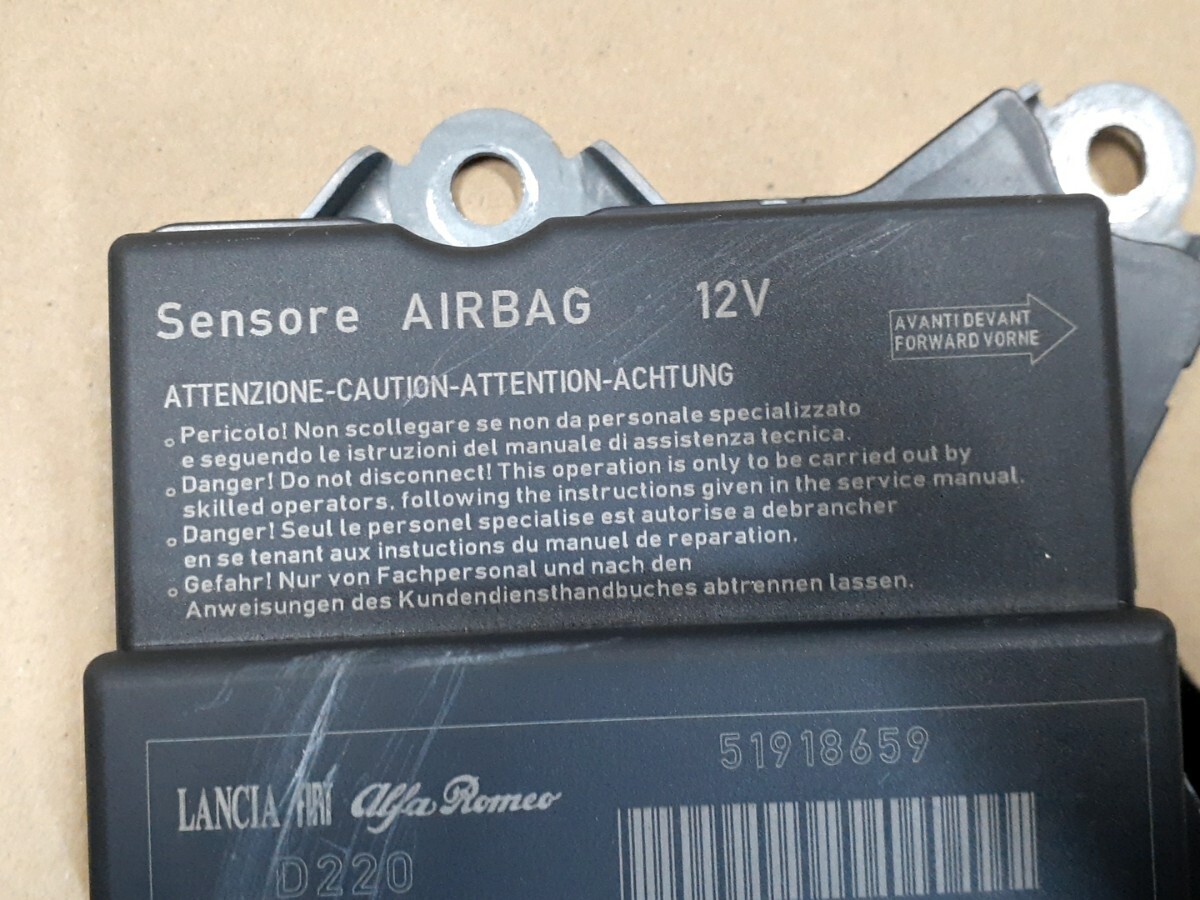 Sensore AIRBAG 12V
AVANTI DEVANT
FORWARD VORNE
ATTENZIONE-CAUTION-ATTENTION-ACHTUNG
Pericolo! Non scollegare se non da personale specializzato
e seguendo le istruzioni del manuale di assistenza tecnica.
Danger! Do not disconnect! This operation is only to be carried out by
skilled operators, following the instructions given in the service manual.
Danger! Seul le personel specialise est autorise a debrancher
en se tenant aux instuctions du manuel de reparation.
Gefahr! Nur von Fachpersonal und nach den
Anweisungen des Kundendiensthandbuches abtrennen lassen.
51918659
LANCIA FIAT Alfa Romeo
D220